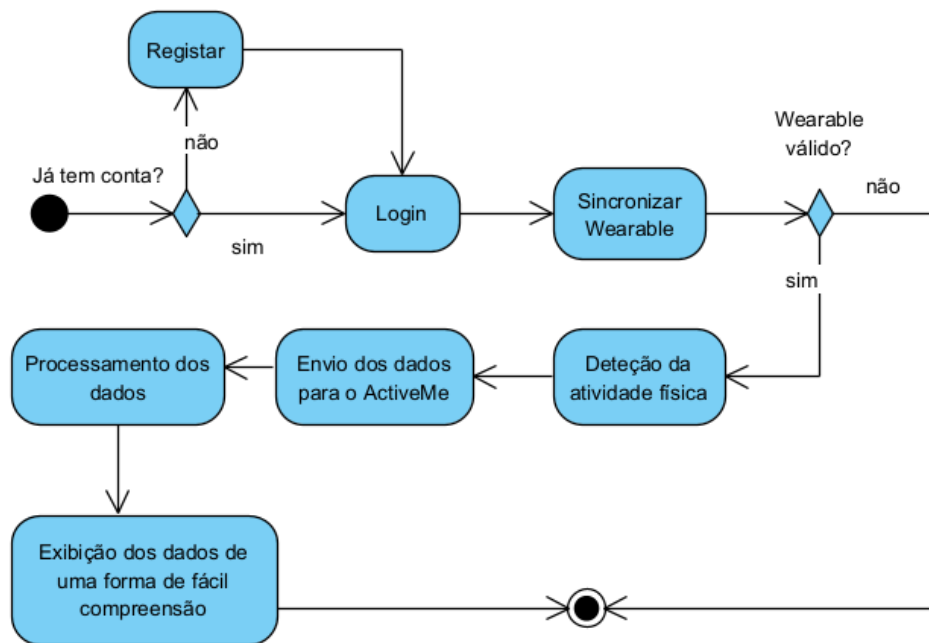 Registar
não
Já tem conta?
sim
Login
Sincronizar
Wearable
Wearable
válido?
não
sim
Processamento dos
dados
Envio dos dados
para o ActiveMe
Deteção da
atividade física
Exibição dos dados de
uma forma de fácil
compreensão